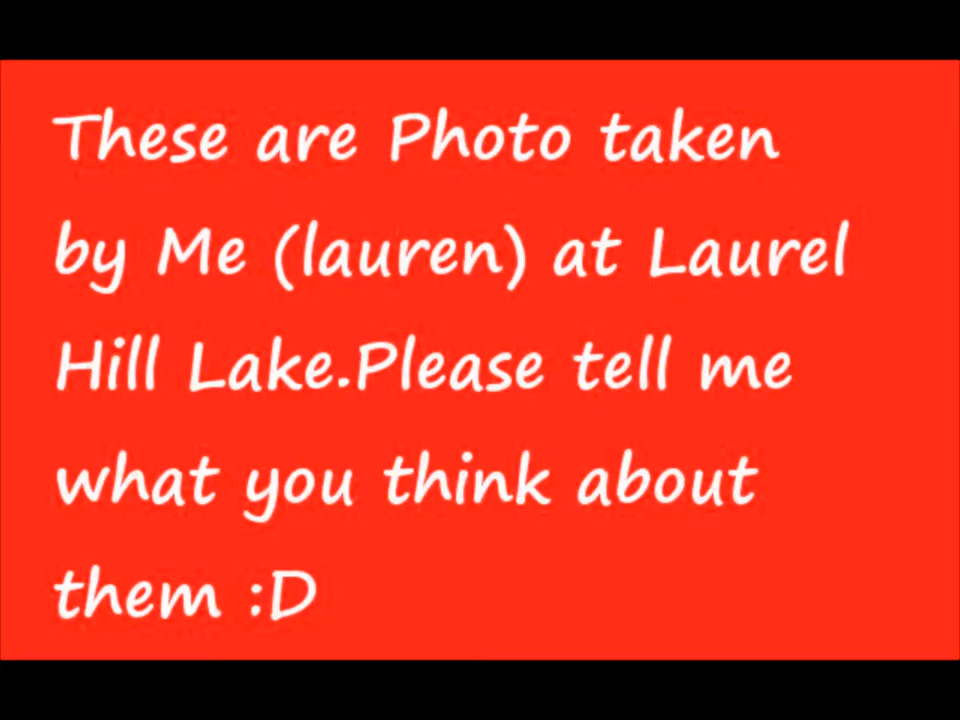 These are Photo taken
by Me (lauren) at Laurel
Hill Lake.Please tell me
what you think about
them :D